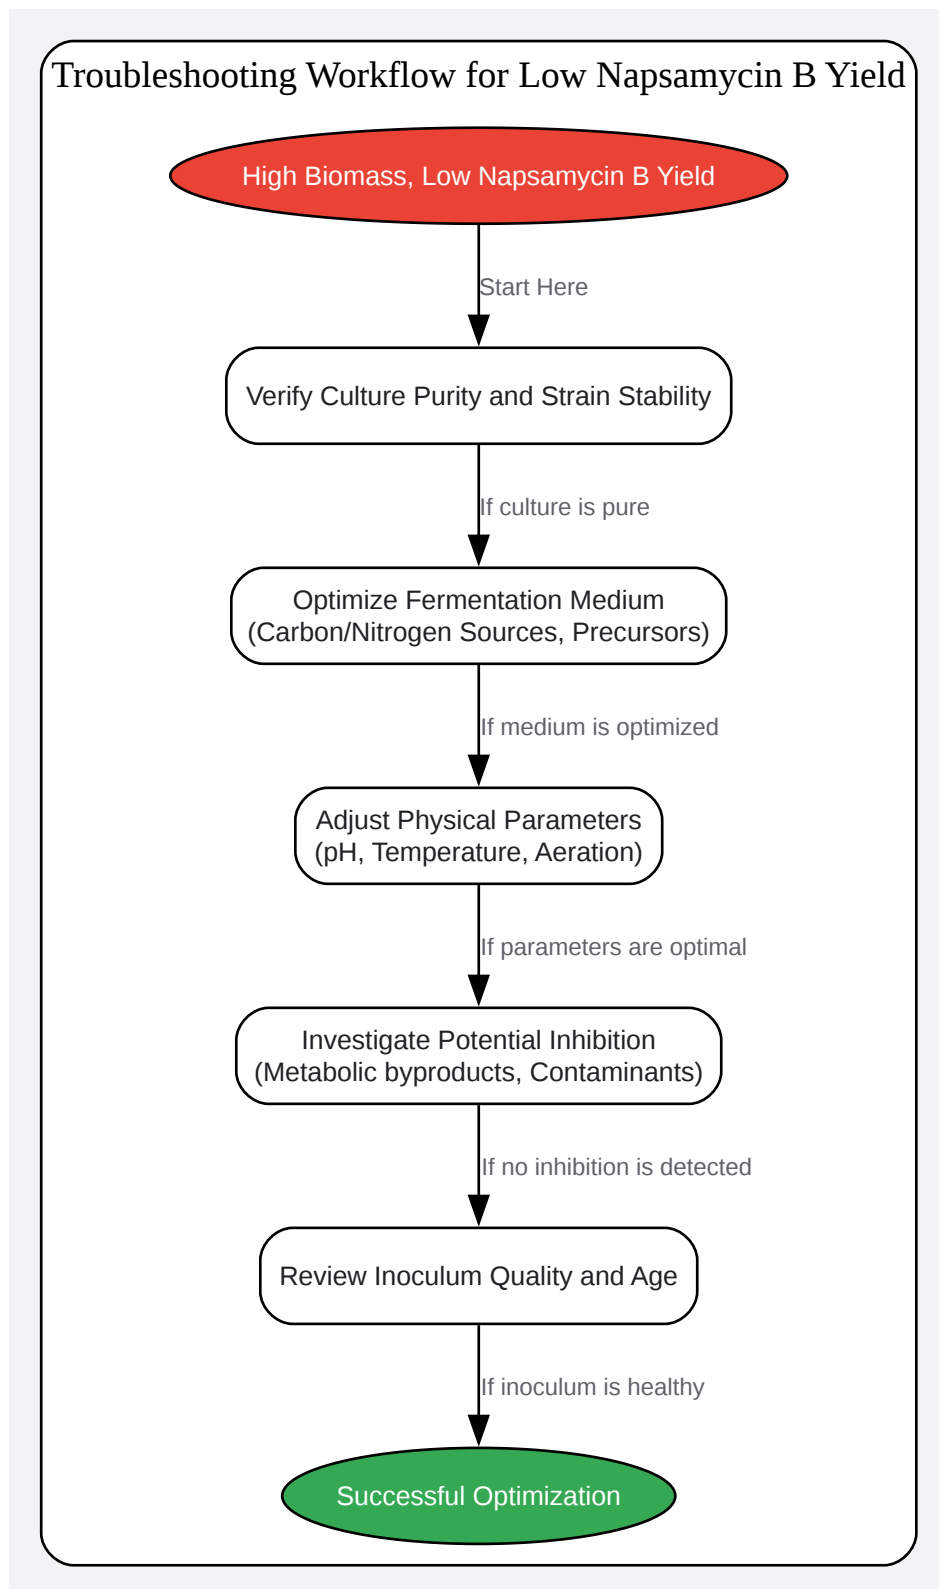 Troubleshooting Workflow for Low Napsamycin B Yield
High Biomass, Low Napsamycin B Yield
Start Here
Verify Culture Purity and Strain Stability
If culture is pure
Optimize Fermentation Medium
(Carbon/Nitrogen Sources, Precursors)
If medium is optimized
Adjust Physical Parameters
(pH, Temperature, Aeration)
If parameters are optimal
Investigate Potential Inhibition
(Metabolic byproducts, Contaminants)
If no inhibition is detected
Review Inoculum Quality and Age
If inoculum is healthy
Successful Optimization